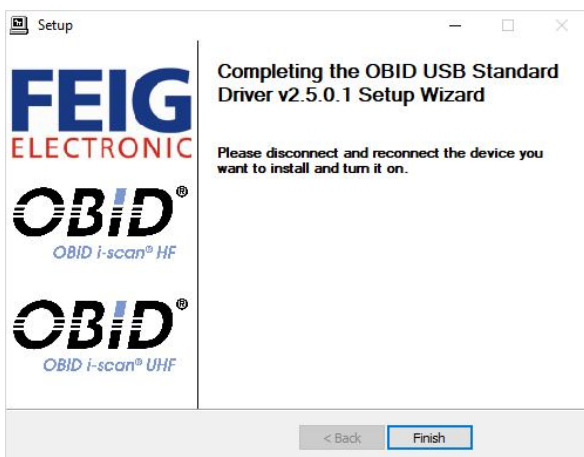 Setup
FEIG
ELECTRONIC
OBID®
OBID i-scan® HF
OBID®
OBID i-scan® UHF
Completing the OBID USB Standard
Driver v2.5.0.1 Setup Wizard
Please disconnect and reconnect the device you
want to install and turn it on.
< Back
Finish